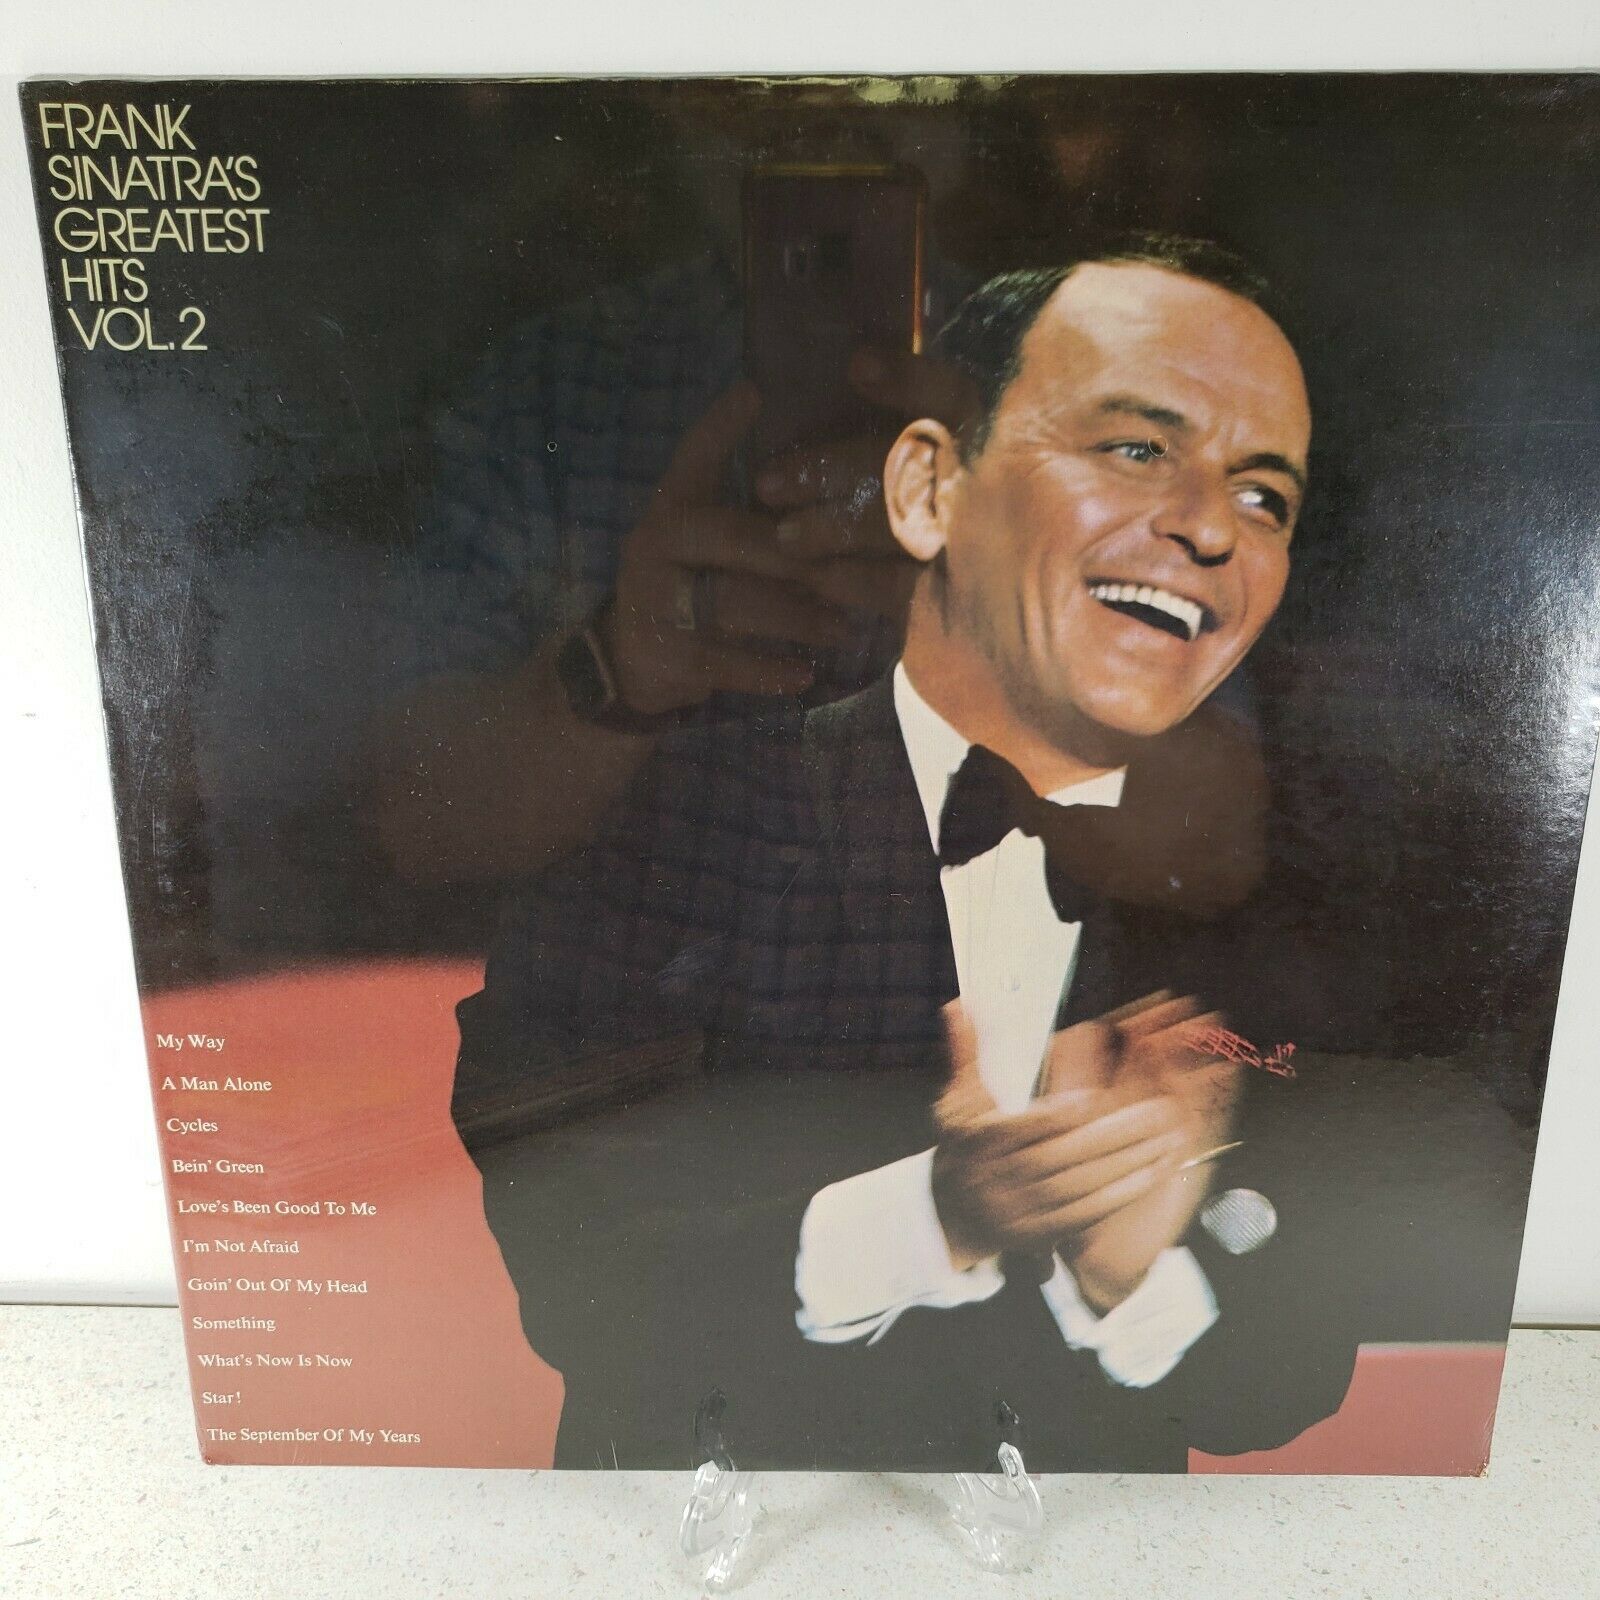 FRANK
SINATRA'S
GREATEST
HITS
VOL.2
My Way
A Man Alone
Cycles
Bein' Green
Love's Been Good To Me
I'm Not Afraid
Goin' Out Of My Head
Something
What's Now Is Now
Star!
The September Of My Years